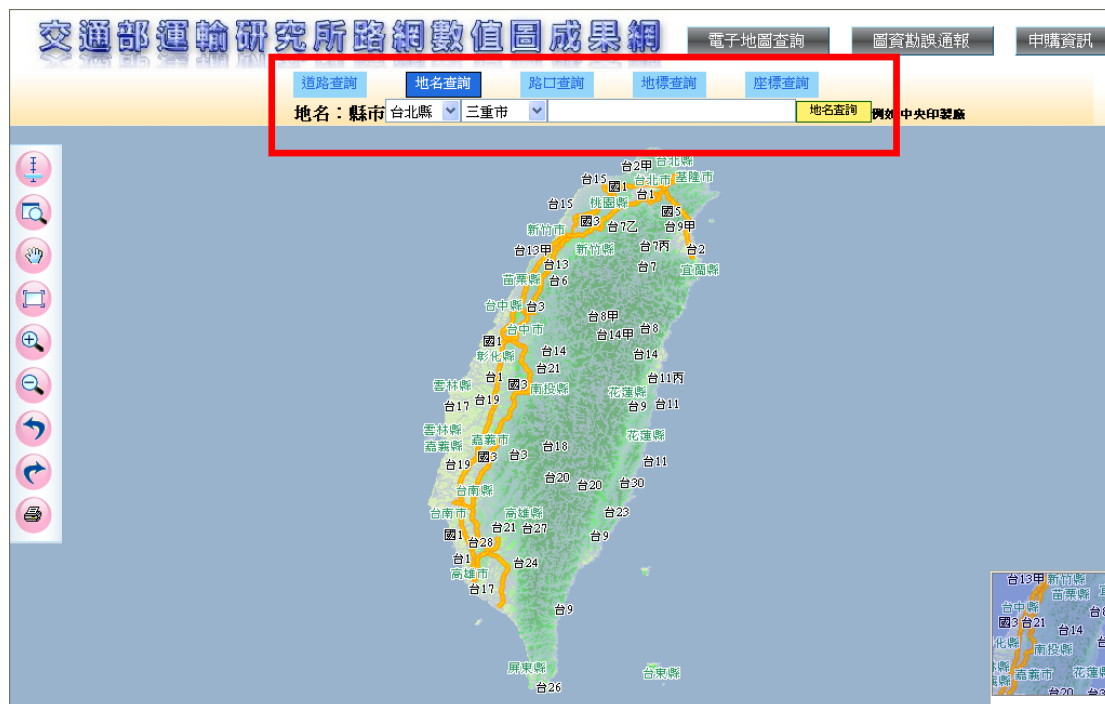 交通部運輸研究所路網數值圖成果網 電子地圖查詢 圖資勘誤通報 申購資訊
道路查詢 地名查詢 路口查詢 地標查詢 座標查詢
地名：縣市 台北縣 三重市 地名查詢 例如:中央印製廠
台2甲 台北縣
台15 國1 台北市 基隆市
台1
台15 桃園縣 國5
國3 台7乙 台9甲
新竹市
台13甲 新竹縣 台7丙 台2
台13 台7 宜蘭縣
苗栗縣 台6
台中縣 台3
台8甲
台中市 台14甲 台8
國1
彰化縣 台14 台14
台21
台1 國3 南投縣 台11丙
雲林縣 花蓮縣
台17 台19 台9 台11
雲林縣 嘉義市 花蓮縣
嘉義縣 台18
國3 台3
台19 台11
台20 台20 台30
台南縣
台南市 高雄縣 台23
台21 台27
國1 台28 台9
台1 台24
高雄市
台17
台9
屏東縣 台東縣
台26
台13甲 新竹縣
苗栗縣
台中縣
國3 台21 台14
化縣 南投縣
嘉義市 花蓮縣
台20